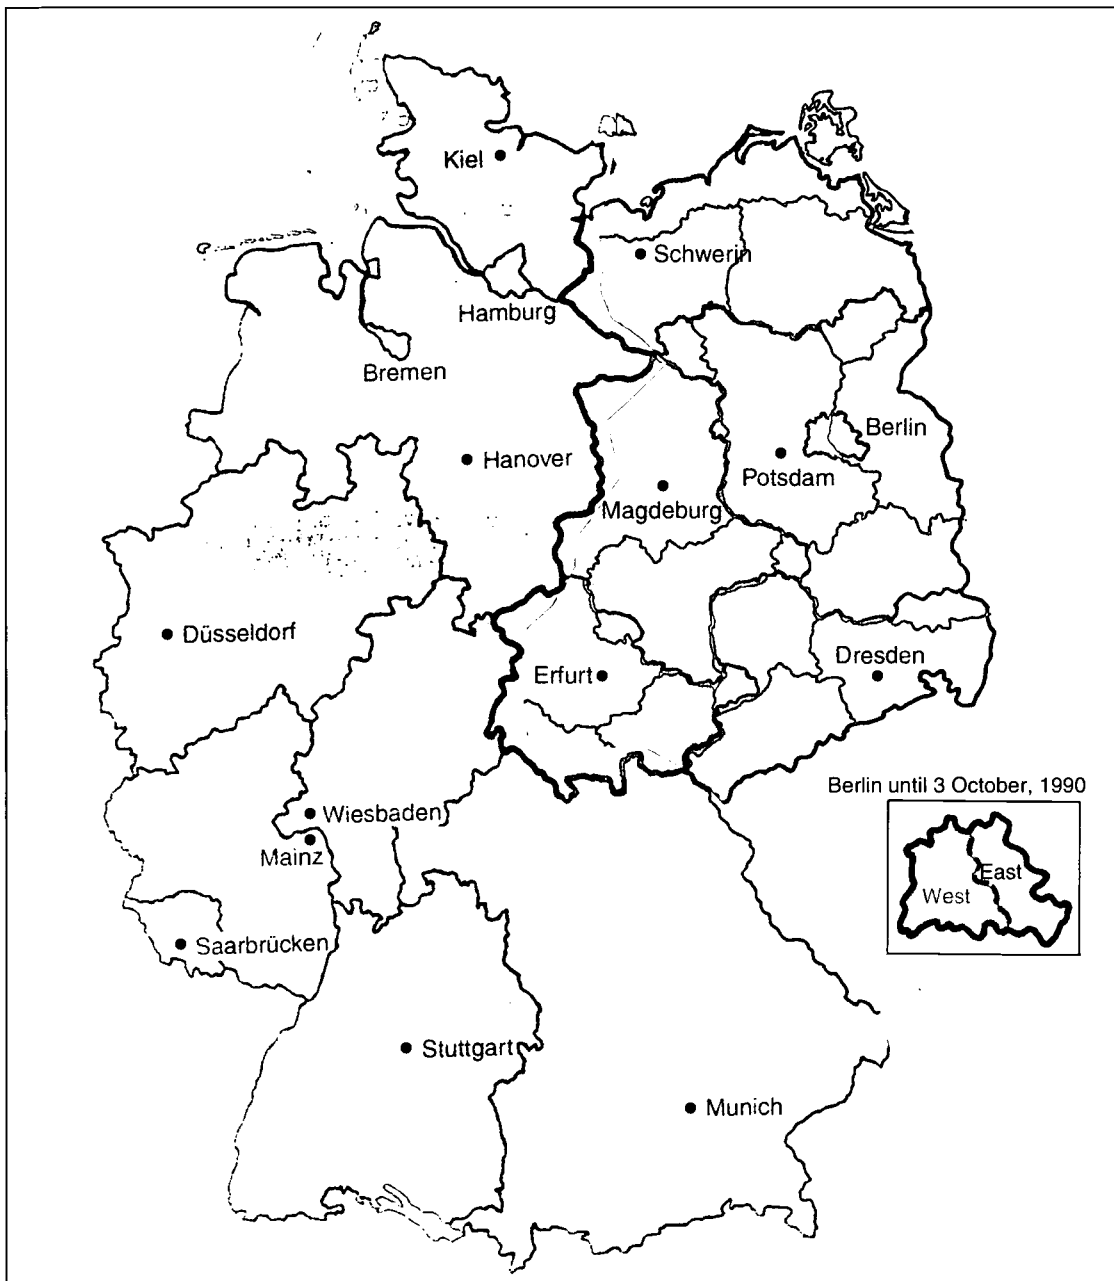 Kiel
Schwerin
Hamburg
Bremen
Berlin
Hanover
Potsdam
Magdeburg
Düsseldorf
Dresden
Erfurt
Berlin until 3 October, 1990
Wiesbaden
Mainz
East
West
Saarbrücken
Stuttgart
Munich